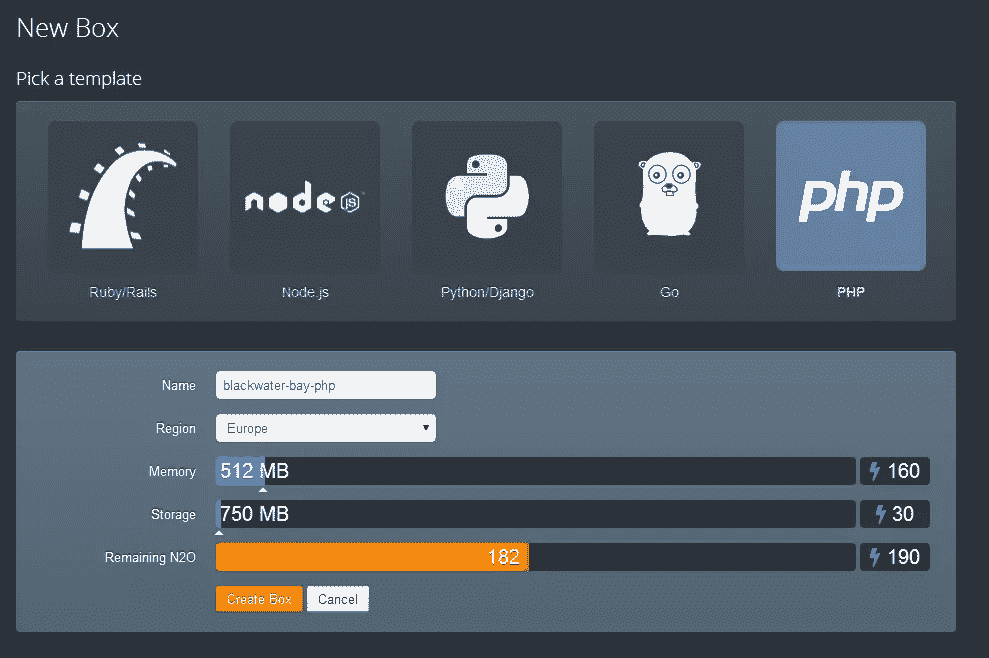 New Box
Pick a template
node JS
php
Ruby/Rails
Node.js
Python/Django
Go
PHP
Name blackwater-bay-php
Region Europe
Memory 512 MB 160
Storage 750 MB 30
Remaining N2O 182 190
Create Box Cancel